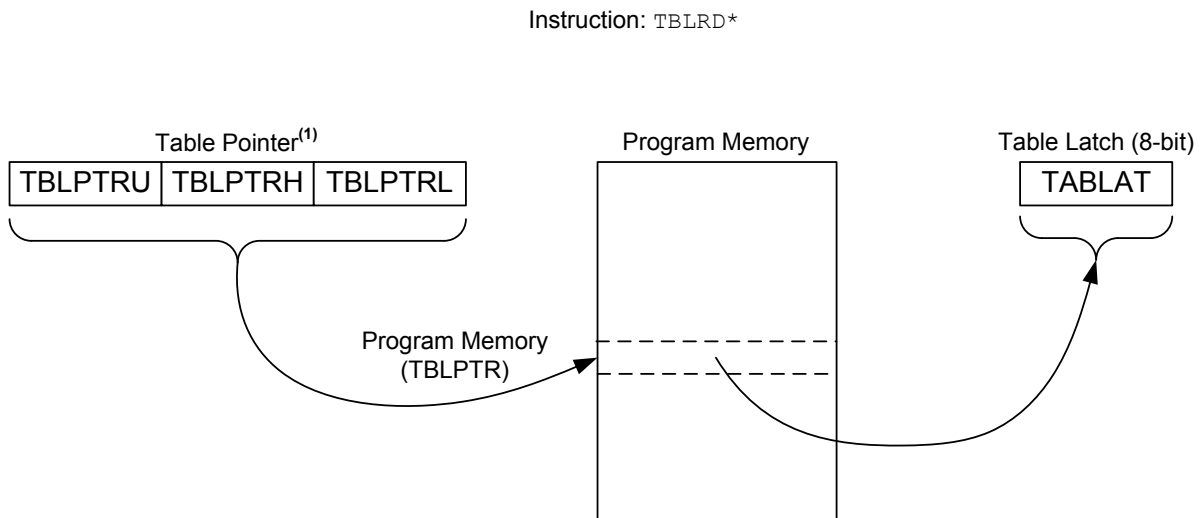 Instruction: TBLRD*
Table Pointer(1)
Program Memory
Table Latch (8-bit)
TBLPTRU TBLPTRH TBLPTRL
TABLAT
Program Memory
(TBLPTR)